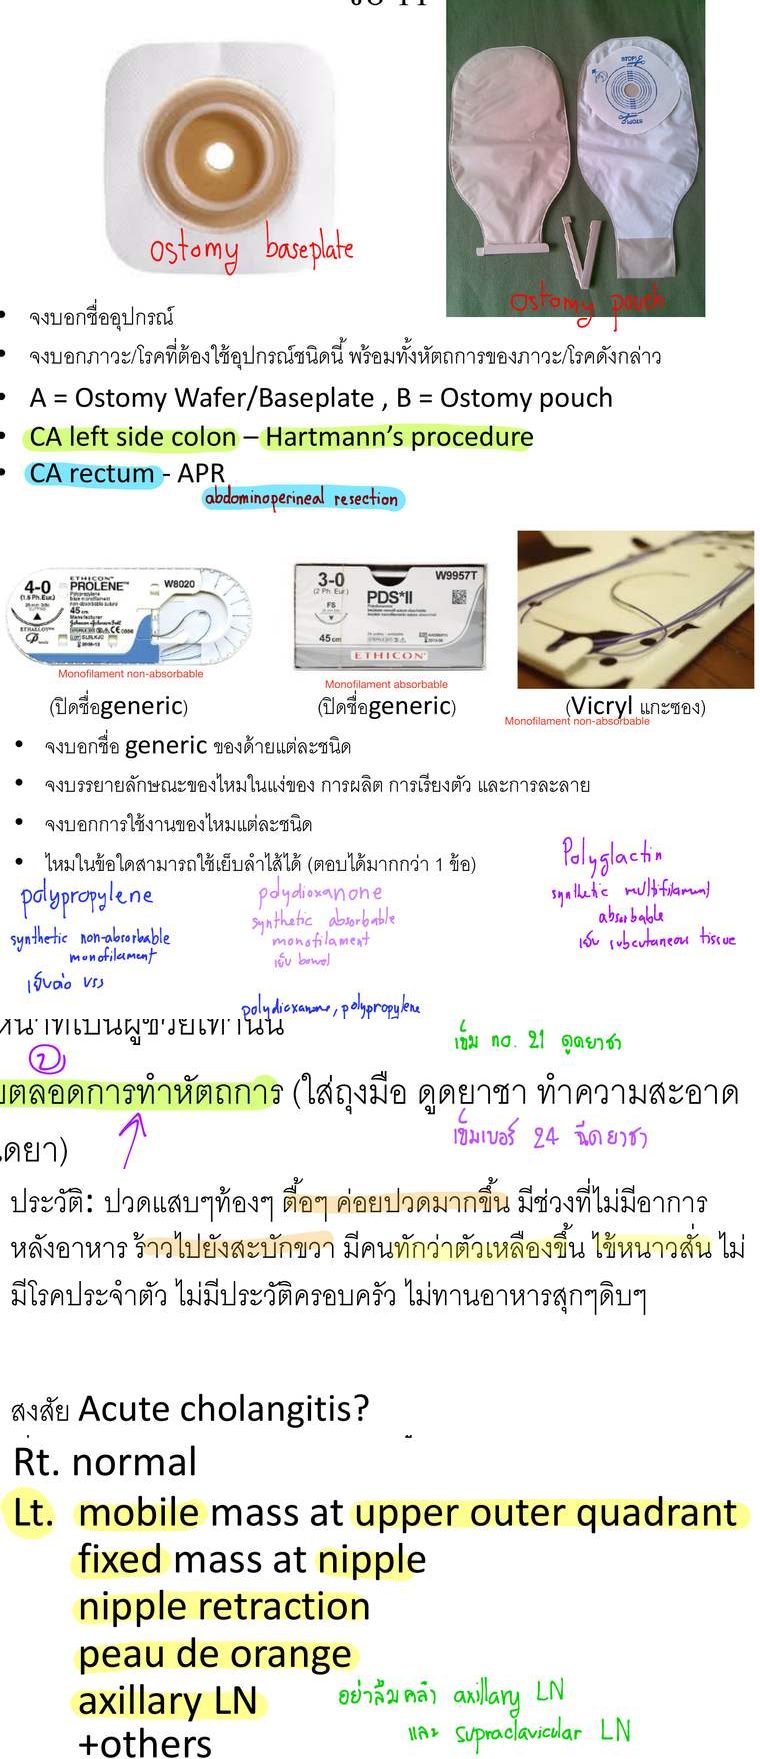 ostomy baseplate
ostomy pouch
• จงบอกชื่ออุปกรณ์
• จงบอกภาวะ/โรคที่ต้องใช้อุปกรณ์ชนิดนี้ พร้อมทั้งหัตถการของภาวะ/โรคดังกล่าว
• A = Ostomy Wafer/Baseplate , B = Ostomy pouch
• CA left side colon – Hartmann's procedure
• CA rectum - APR
abdominoperineal resection
ETHICON
4-0 PROLENE W8020
(1.5 Ph.Eur.) Polypropylene
45 cm
3-0 W9957T
(2 Ph. Eur.) PDS*II
FS
45 cm
ETHICON
Monofilament non-absorbable
Monofilament absorbable
(ปิดชื่อgeneric) (ปิดชื่อgeneric) (Vicryl แกะซอง)
Monofilament non-absorbable
• จงบอกชื่อ generic ของด้ายแต่ละชนิด
• จงบรรยายลักษณะของไหมในแง่ของ การผลิต การเรียงตัว และการละลาย
• จงบอกการใช้งานของไหมแต่ละชนิด
• ไหมในข้อใดสามารถใช้เย็บลำไส้ได้ (ตอบได้มากกว่า 1 ข้อ)
polypropylene
synthetic non-absorbable
monofilament
polydioxanone
synthetic absorbable
monofilament
เย็บ bowel
Polyglactin
synthetic multifilament
absorbable
เย็บ subcutaneous tissue
polydioxanone, polypropylene
เข็ม no. 21 ดูดยาชา
2
ตลอดการทำหัตถการ (ใส่ถุงมือ ดูดยาชา ทำความสะอาด
ดยา)
เข็มเบอร์ 24 ฉีดยาชา
ประวัติ: ปวดแสบๆท้องๆ ตื้อๆ ค่อยปวดมากขึ้น มีช่วงที่ไม่มีอาการ
หลังอาหาร ร้าวไปยังสะบักขวา มีคนทักว่าตัวเหลืองขึ้น ไข้หนาวสั่น ไม่
มีโรคประจำตัว ไม่มีประวัติครอบครัว ไม่ทานอาหารสุกๆดิบๆ
สงสัย Acute cholangitis?
Rt. normal
Lt. mobile mass at upper outer quadrant
fixed mass at nipple
nipple retraction
peau de orange
axillary LN
+others
อย่าลืมคลำ axillary LN
และ supraclavicular LN